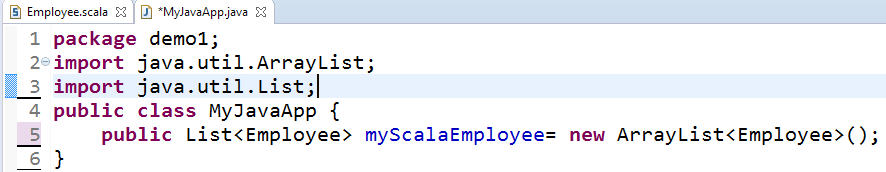 Employee.scala *MyJavaApp.java
1 package demo1;
2 import java.util.ArrayList;
3 import java.util.List;
4 public class MyJavaApp {
5     public List<Employee> myScalaEmployee= new ArrayList<Employee>();
6 }